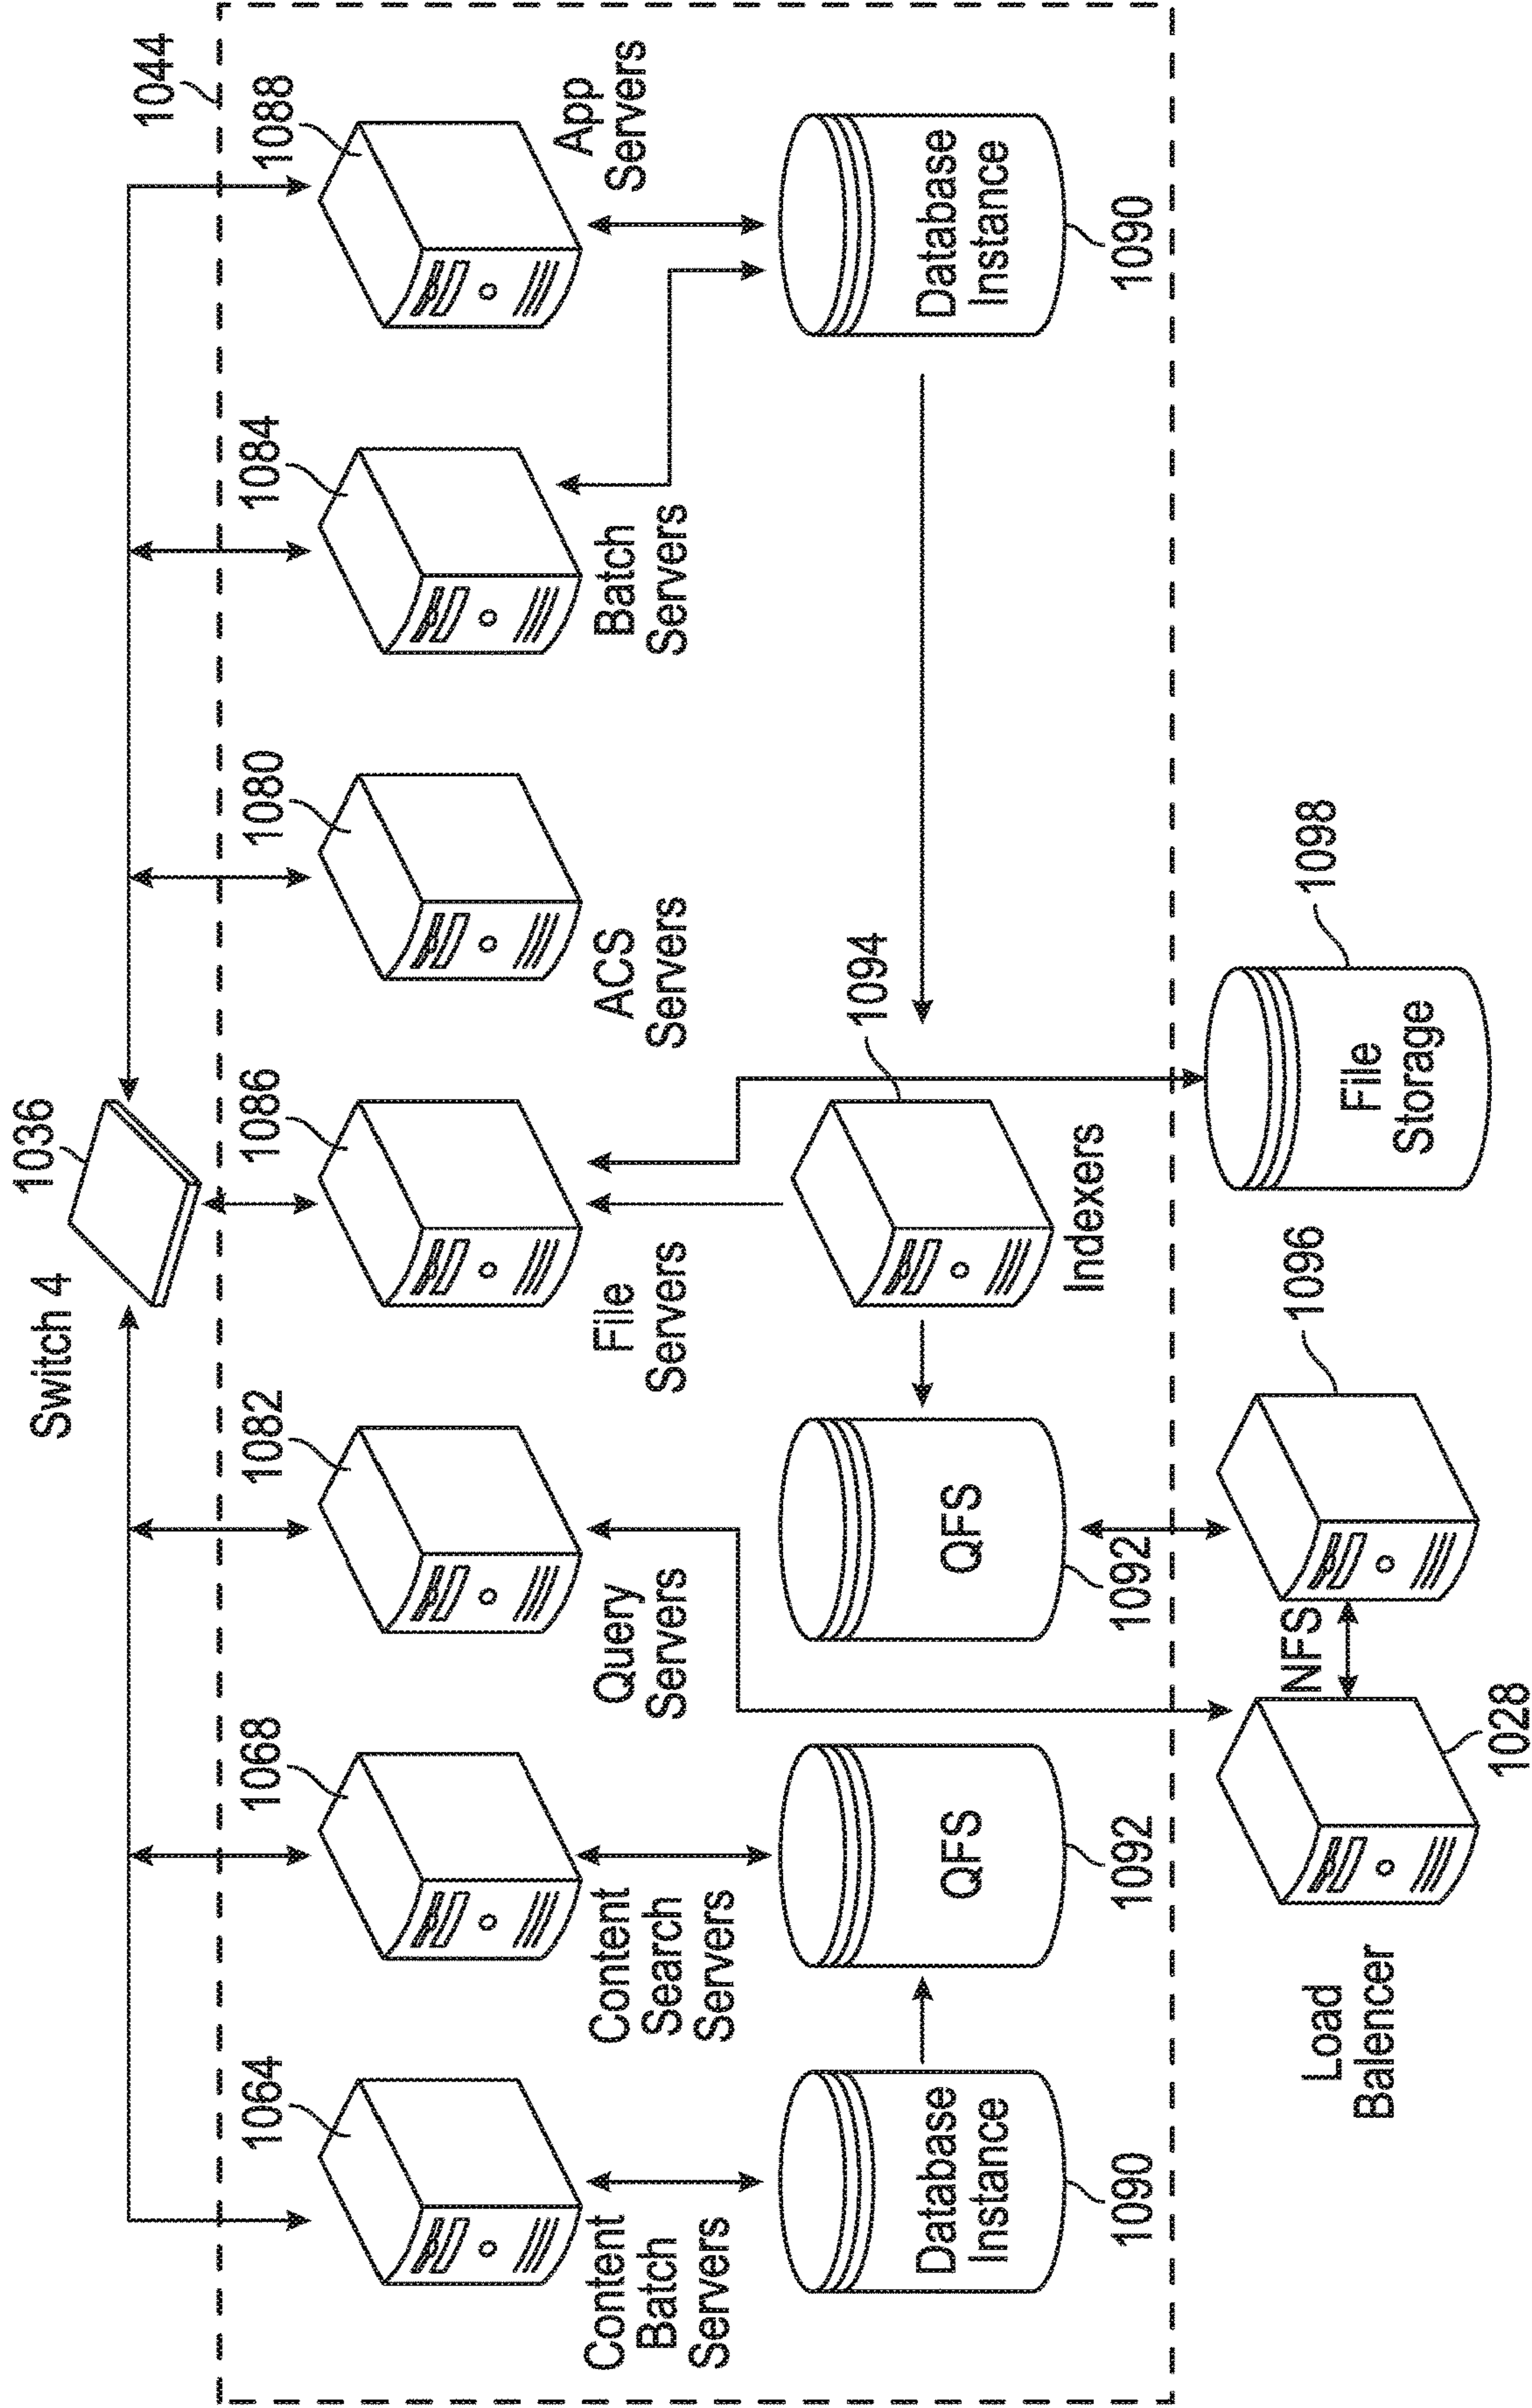 Switch 4
1036
1044
1064
1068
1082
1086
1080
1084
1088
Content
Batch
Servers
Content
Search
Servers
Query
Servers
File
Servers
ACS
Servers
Batch
Servers
App
Servers
1094
Database
Instance
1090
QFS
1092
QFS
1092
Indexers
Database
Instance
1090
Load
Balencer
1028
NFS
1096
File
Storage
1098